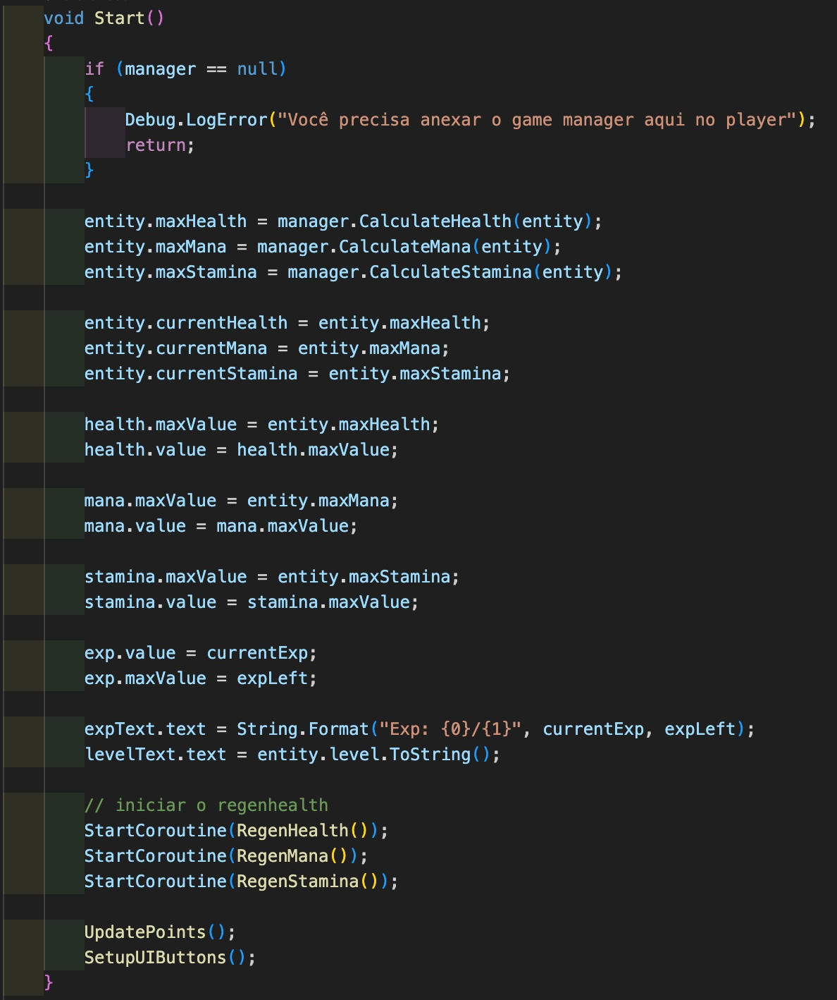 void Start()
{
if (manager == null)
{
Debug.LogError("Você precisa anexar o game manager aqui no player");
return;
}
entity.maxHealth = manager.CalculateHealth(entity);
entity.maxMana = manager.CalculateMana(entity);
entity.maxStamina = manager.CalculateStamina(entity);
entity.currentHealth = entity.maxHealth;
entity.currentMana = entity.maxMana;
entity.currentStamina = entity.maxStamina;
health.maxValue = entity.maxHealth;
health.value = health.maxValue;
mana.maxValue = entity.maxMana;
mana.value = mana.maxValue;
stamina.maxValue = entity.maxStamina;
stamina.value = stamina.maxValue;
exp.value = currentExp;
exp.maxValue = expLeft;
expText.text = String.Format("Exp: {0}/{1}", currentExp, expLeft);
levelText.text = entity.level.ToString();
// iniciar o regenhealth
StartCoroutine(RegenHealth());
StartCoroutine(RegenMana());
StartCoroutine(RegenStamina());
UpdatePoints();
SetupUIButtons();
}